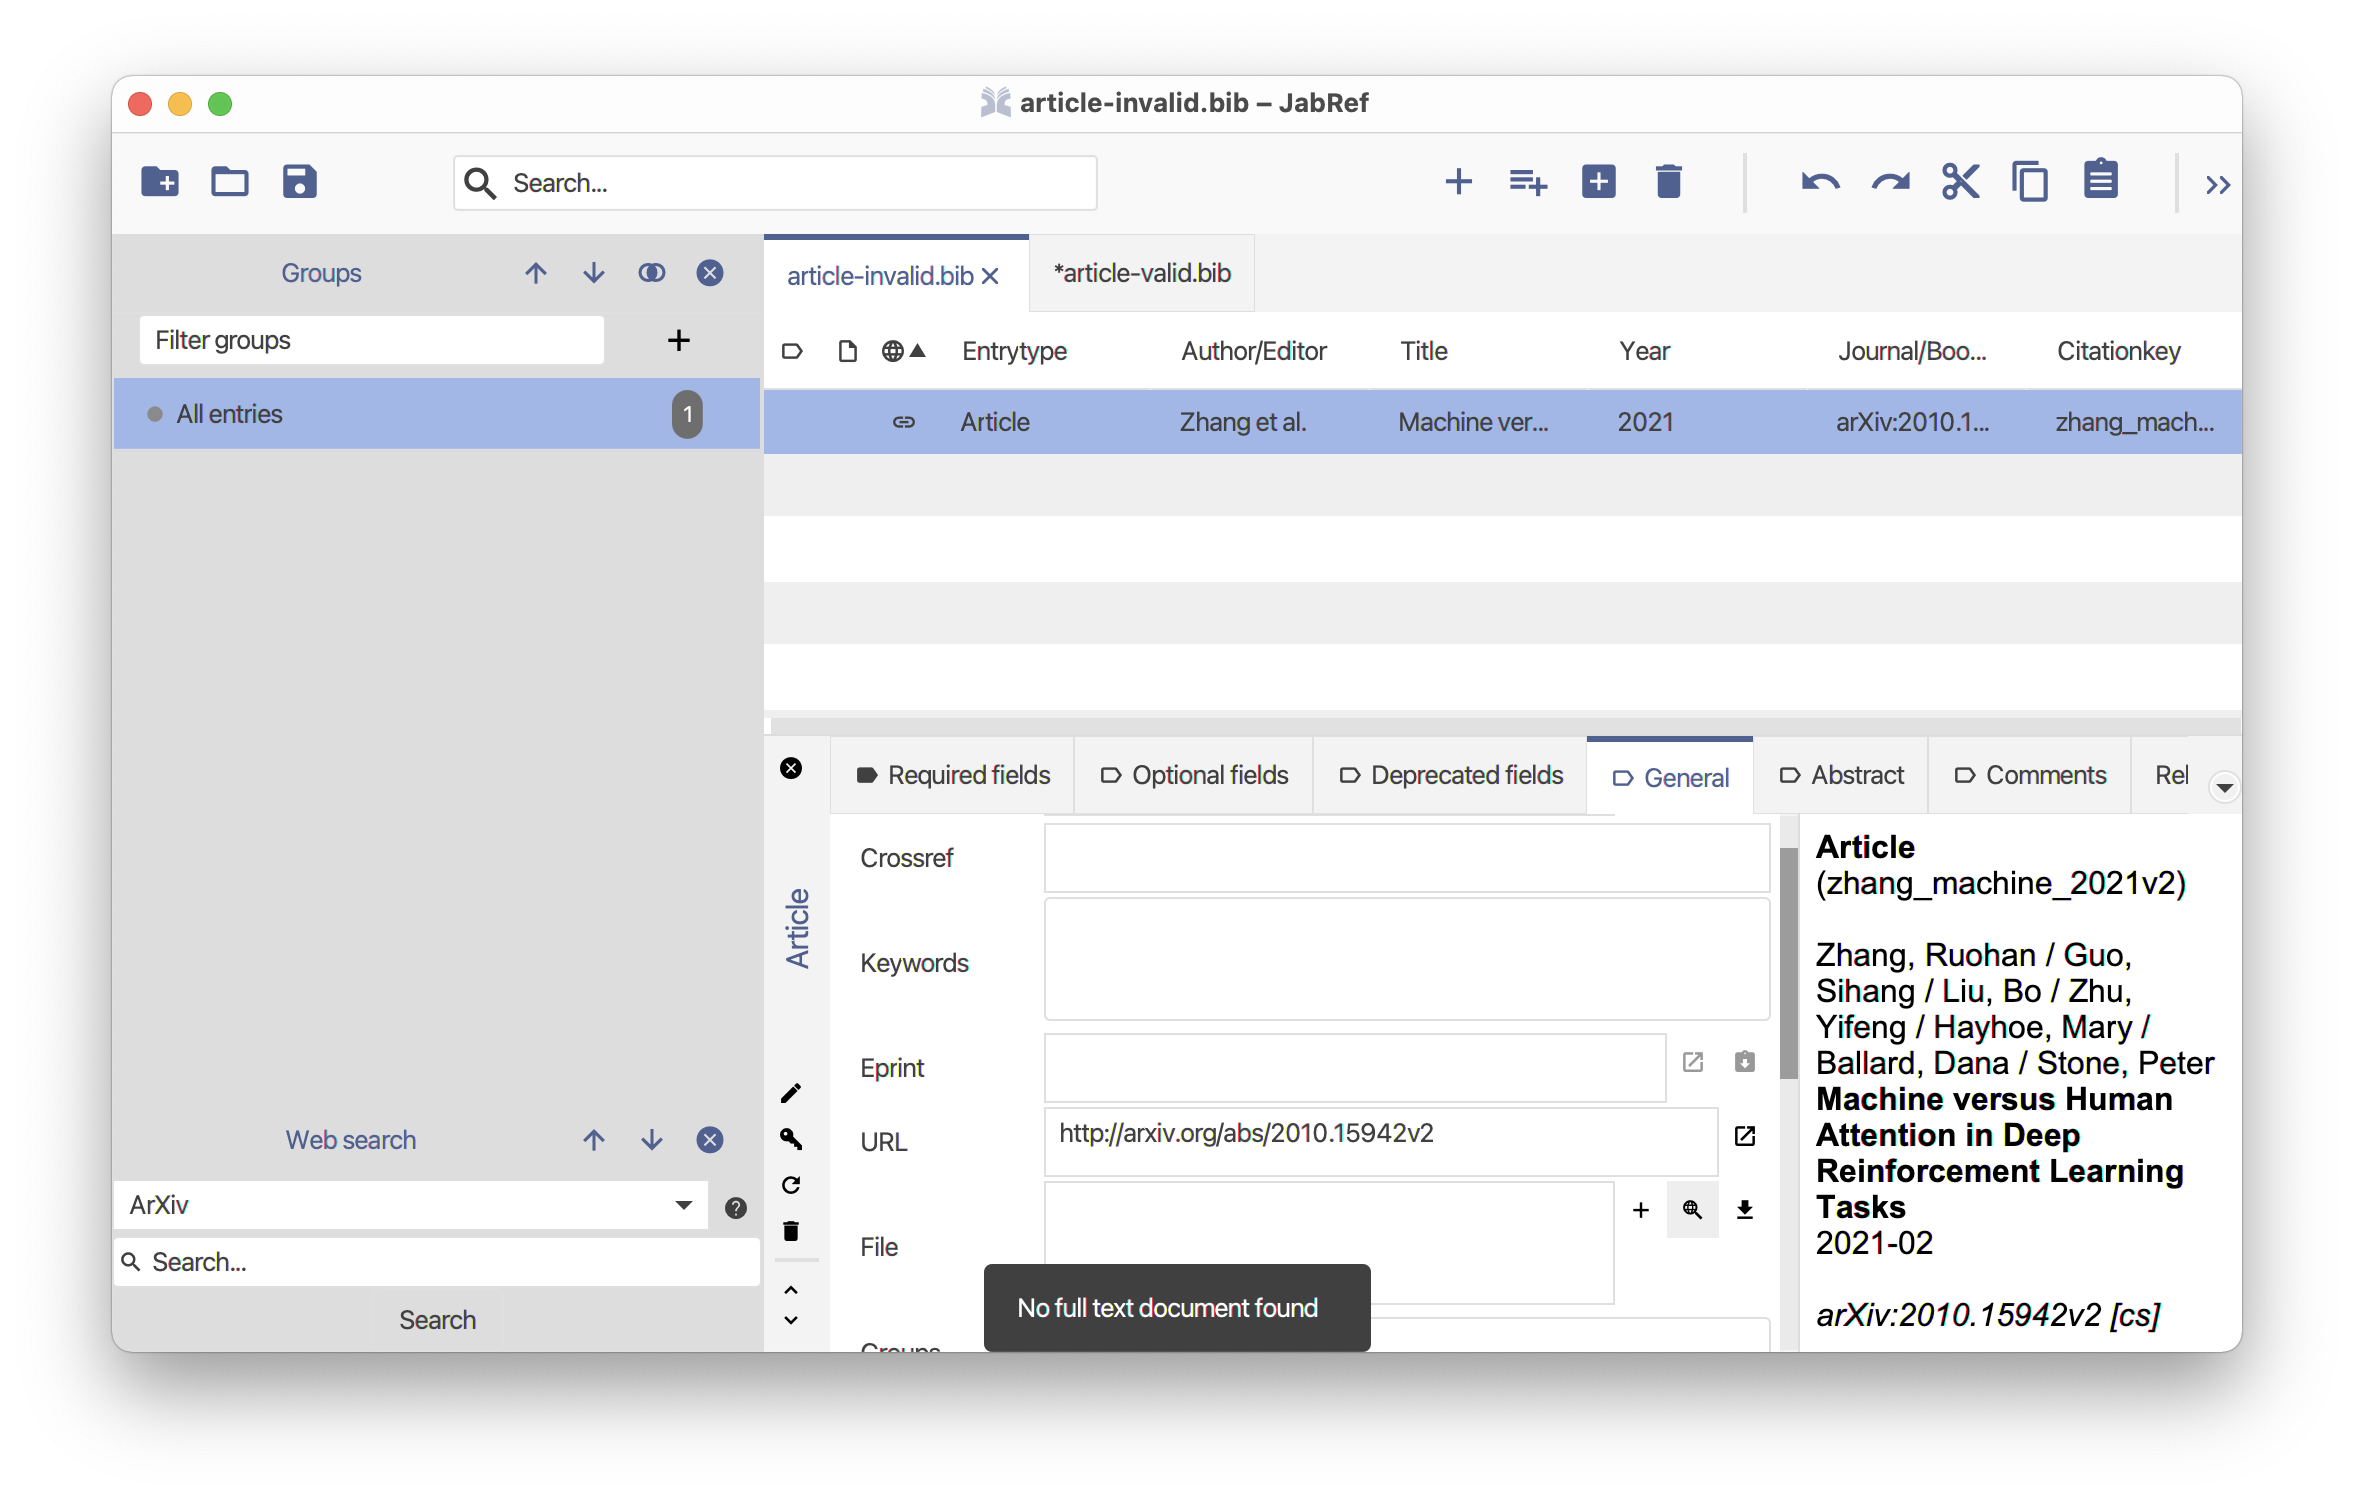 article-invalid.bib – JabRef
Search...
Groups
Filter groups
All entries
1
article-invalid.bib
*article-valid.bib
Entrytype Author/Editor Title Year Journal/Boo... Citationkey
Article Zhang et al. Machine ver... 2021 arXiv:2010.1... zhang_mach...
Required fields Optional fields Deprecated fields General Abstract Comments Rel
Article
Crossref
Keywords
Eprint
URL
http://arxiv.org/abs/2010.15942v2
File
Groups
No full text document found
Article
(zhang_machine_2021v2)
Zhang, Ruohan / Guo,
Sihang / Liu, Bo / Zhu,
Yifeng / Hayhoe, Mary /
Ballard, Dana / Stone, Peter
Machine versus Human
Attention in Deep
Reinforcement Learning
Tasks
2021-02
arXiv:2010.15942v2 [cs]
Web search
ArXiv
Search...
Search